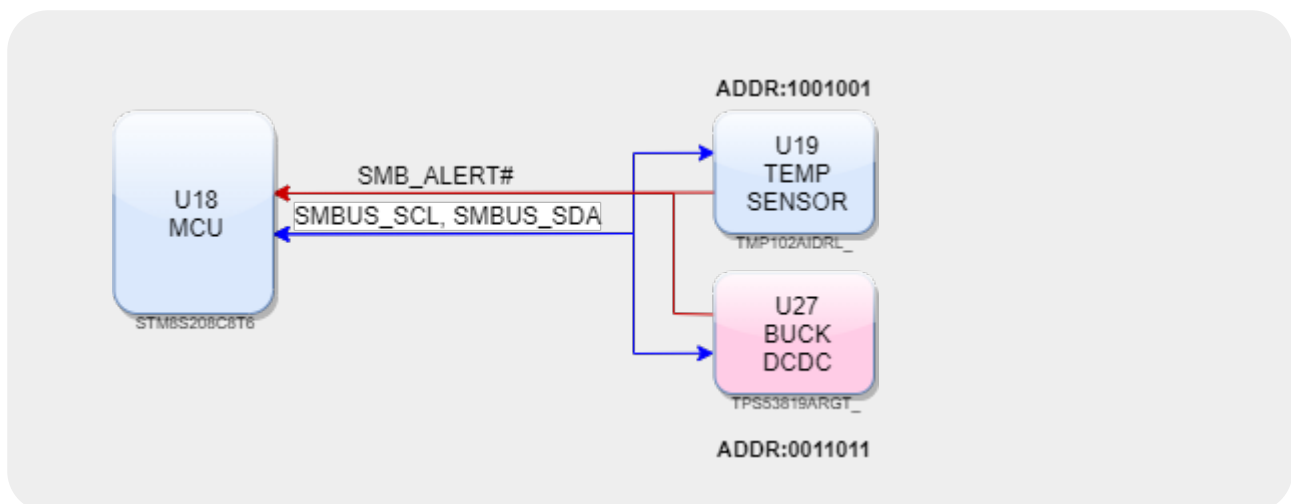 ADDR:1001001
U19
TEMP
SENSOR
TMP102AIDRL_
SMB_ALERT#
U18
MCU
SMBUS_SCL, SMBUS_SDA
STM8S208C8T6
U27
BUCK
DCDC
TPS53819ARGT_
ADDR:0011011